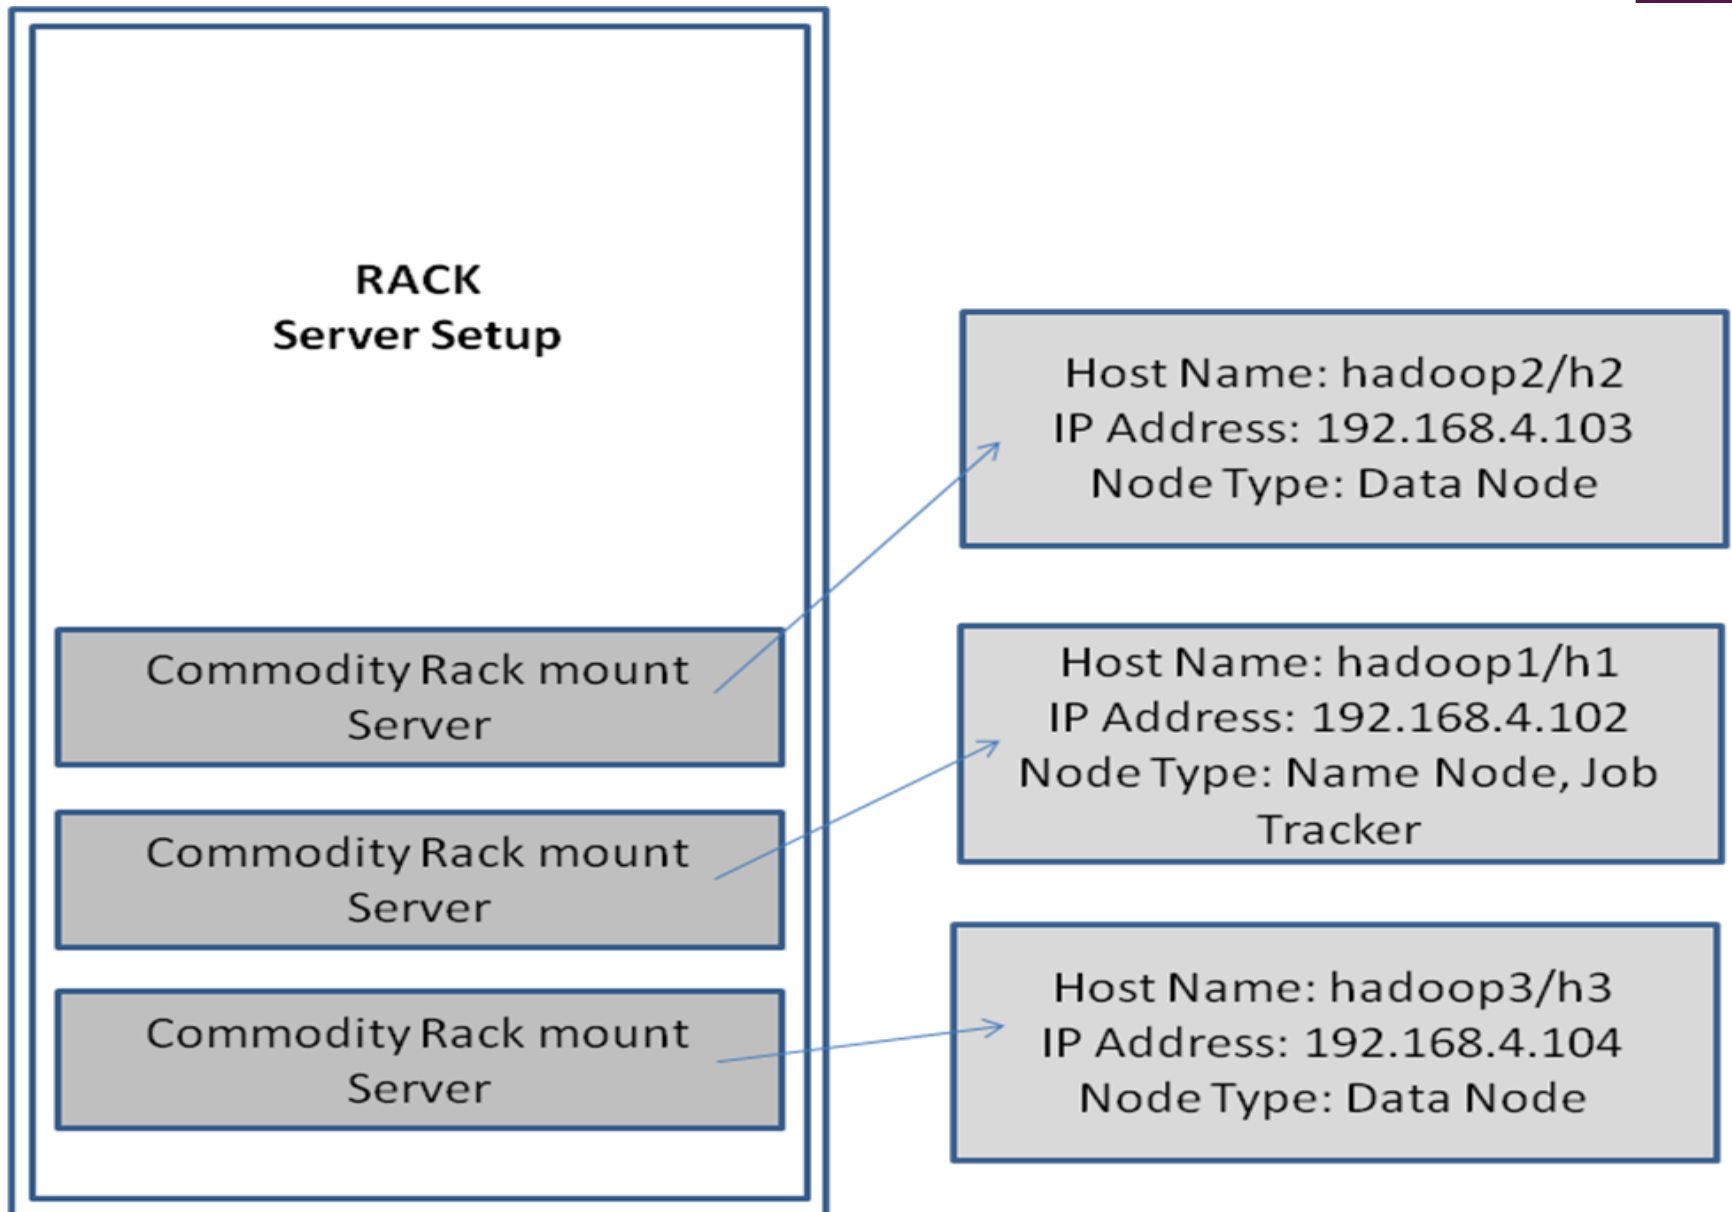 RACK
Server Setup
Commodity Rack mount
Server
Commodity Rack mount
Server
Commodity Rack mount
Server
Host Name: hadoop2/h2
IP Address: 192.168.4.103
Node Type: Data Node
Host Name: hadoop1/h1
IP Address: 192.168.4.102
Node Type: Name Node, Job
Tracker
Host Name: hadoop3/h3
IP Address: 192.168.4.104
Node Type: Data Node